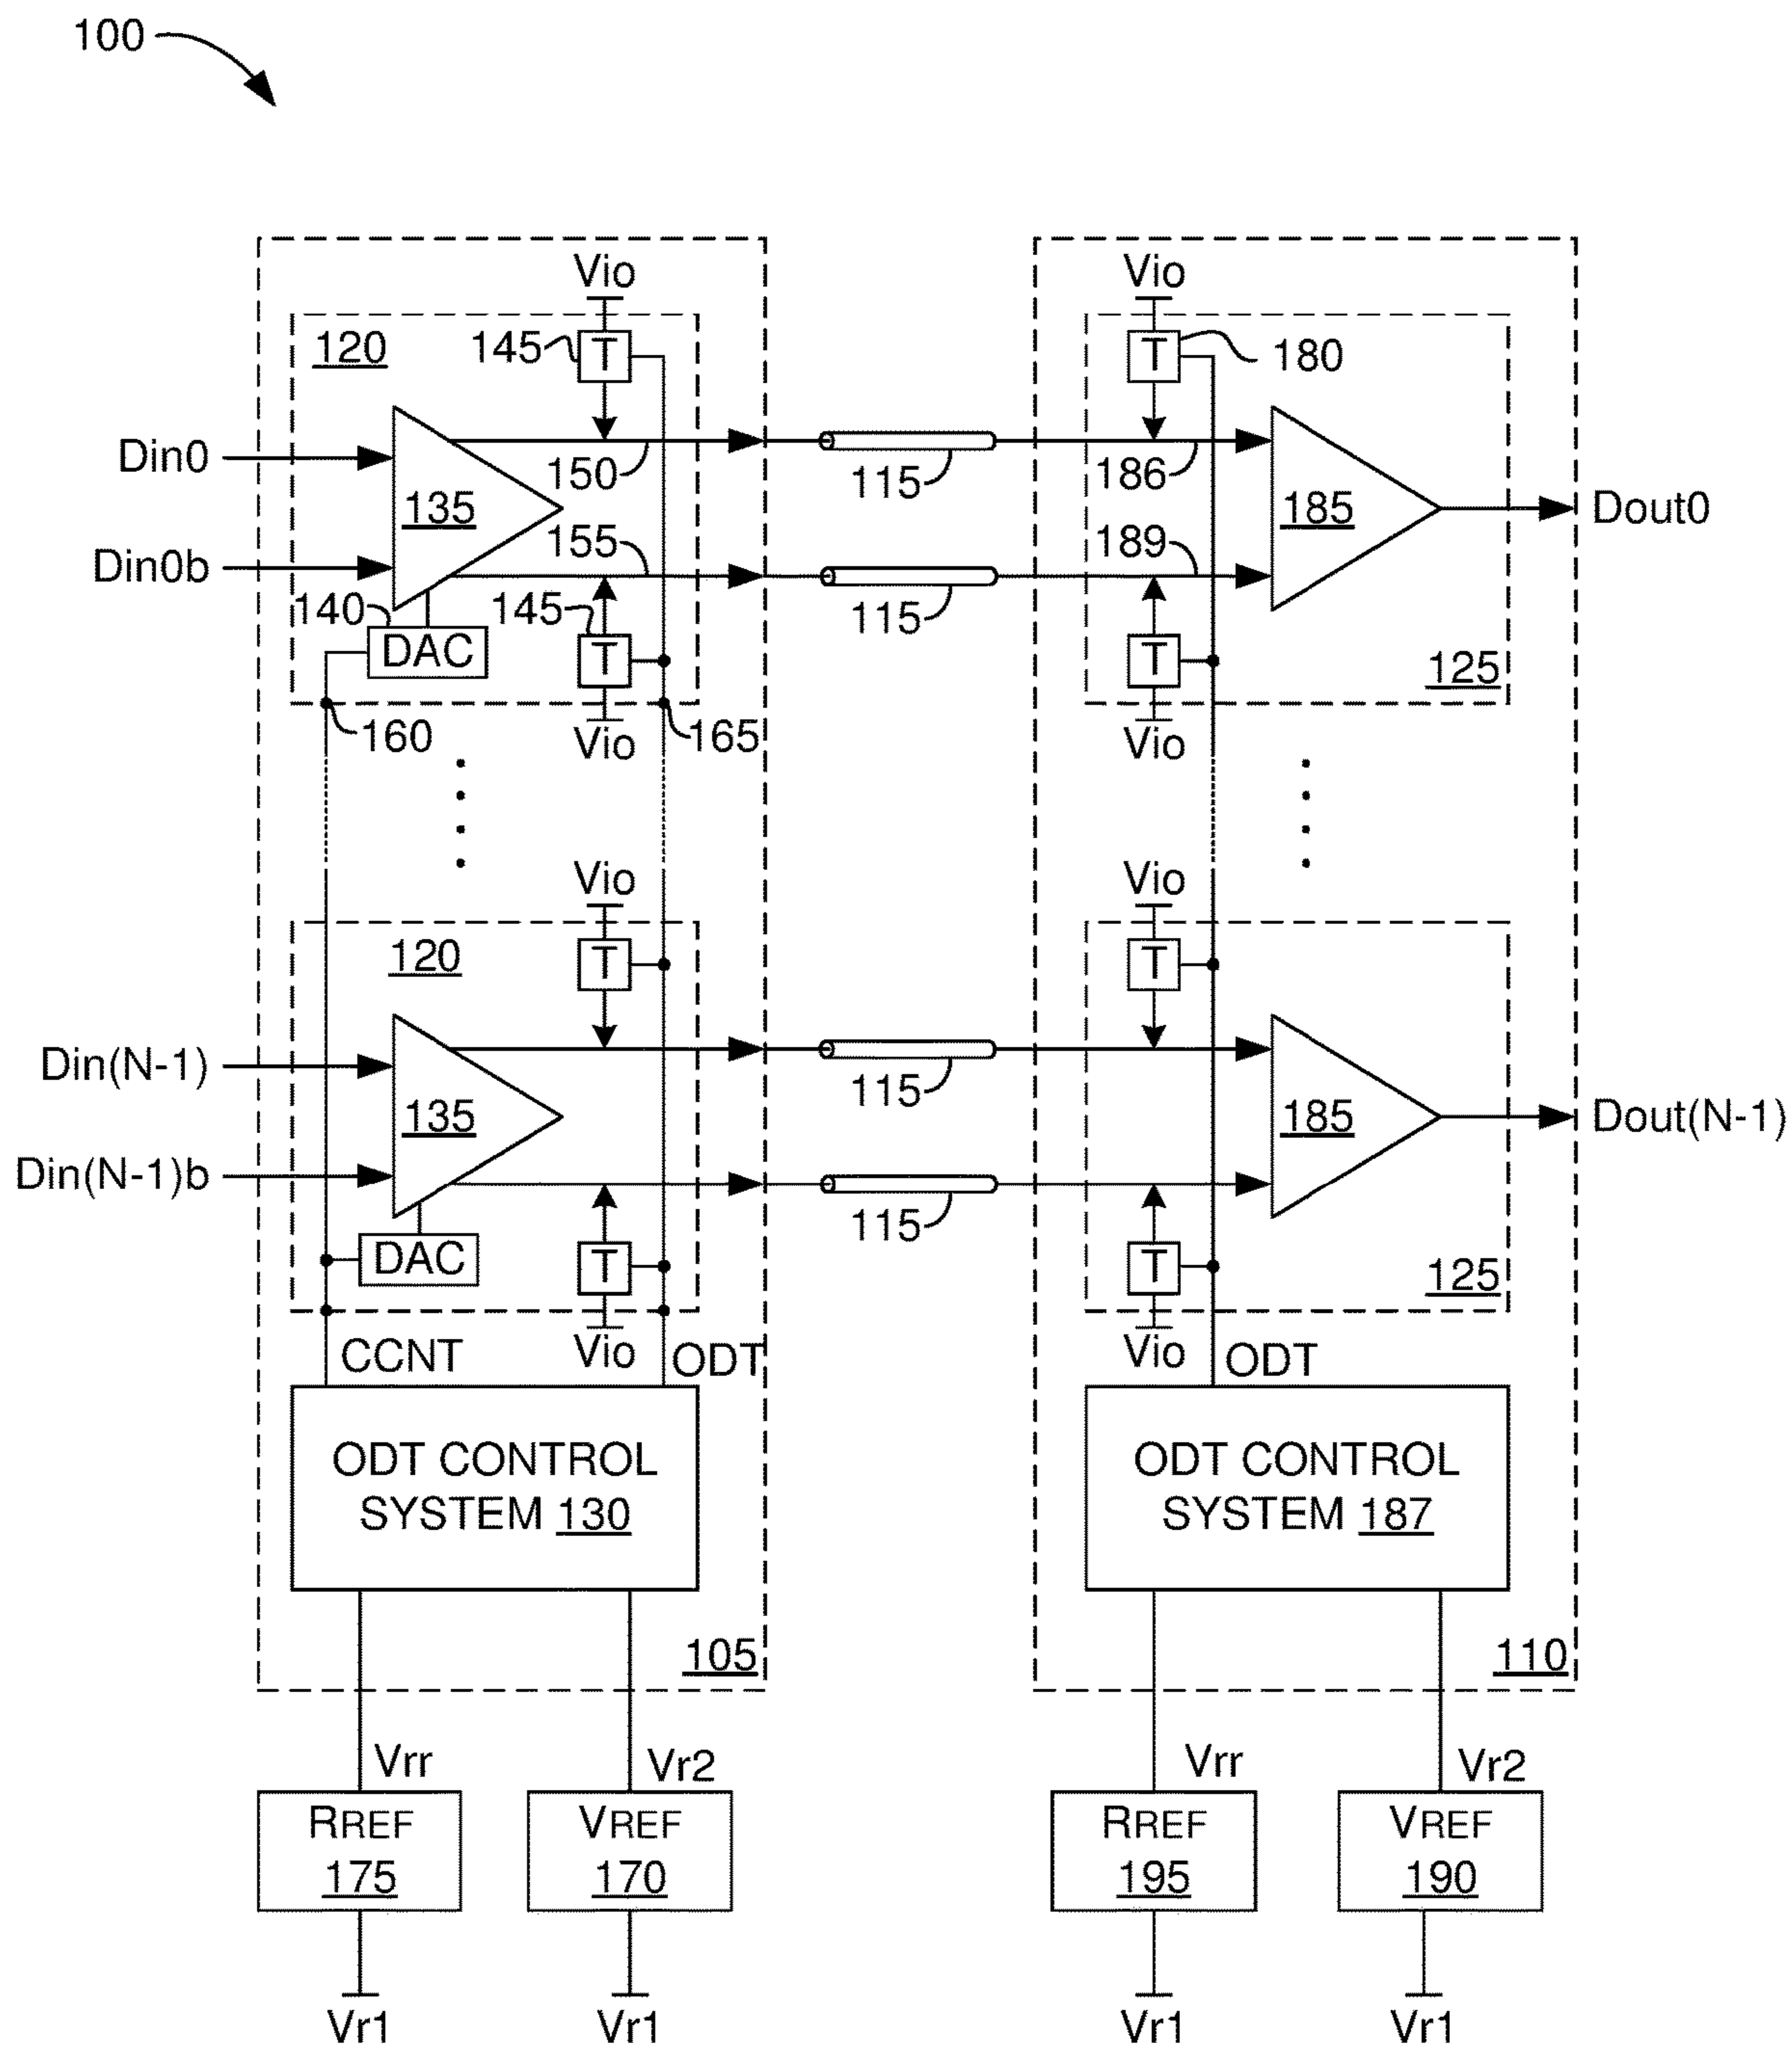 100
Vio
Vio
120
145
T
T
180
Din0
135
150
115
186
185
Dout0
Din0b
155
189
140
145
115
DAC
T
T
125
160
Vio
165
Vio
Vio
Vio
120
T
T
Din(N-1)
135
115
185
Dout(N-1)
Din(N-1)b
115
DAC
T
T
125
CCNT
Vio
ODT
Vio
ODT
ODT CONTROL
SYSTEM 130
ODT CONTROL
SYSTEM 187
105
110
Vrr
Vr2
Vrr
Vr2
RREF
175
VREF
170
RREF
195
VREF
190
Vr1
Vr1
Vr1
Vr1